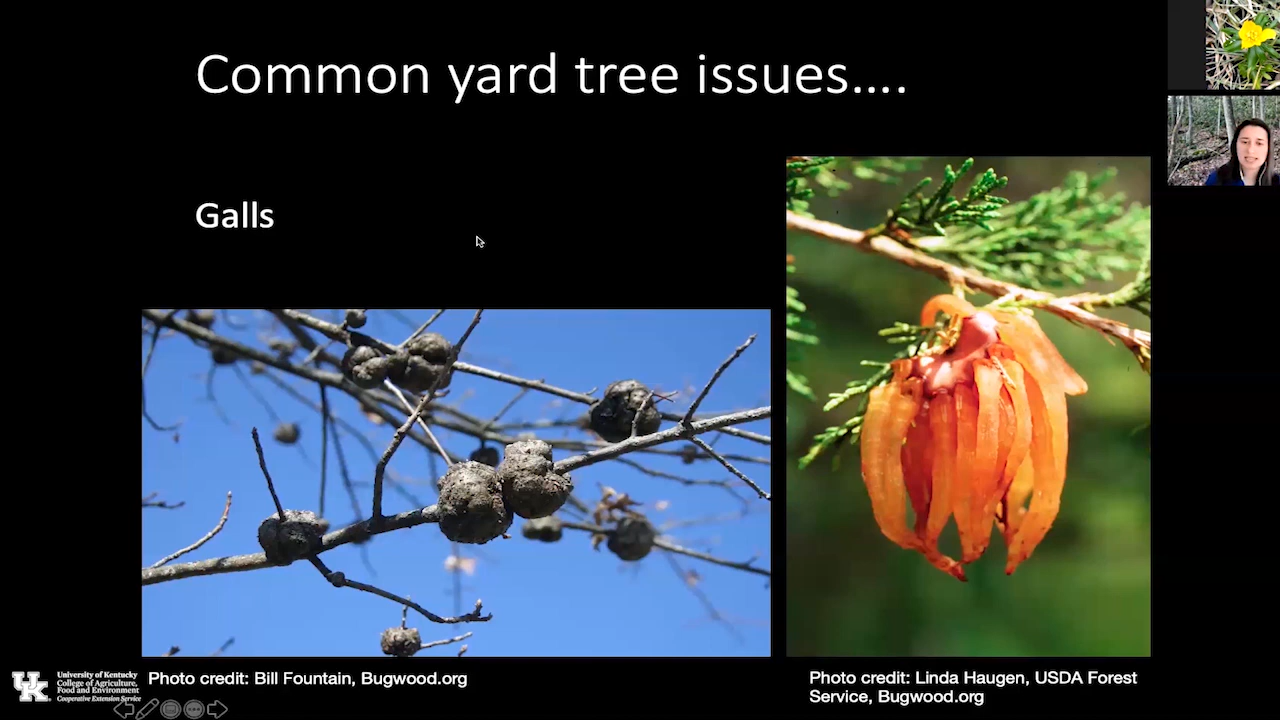 Common yard tree issues....
Galls
University of Kentucky
College of Agriculture,
Food and Environment
Cooperative Extension Service
UK
Photo credit: Bill Fountain, Bugwood.org
Photo credit: Linda Haugen, USDA Forest
Service, Bugwood.org